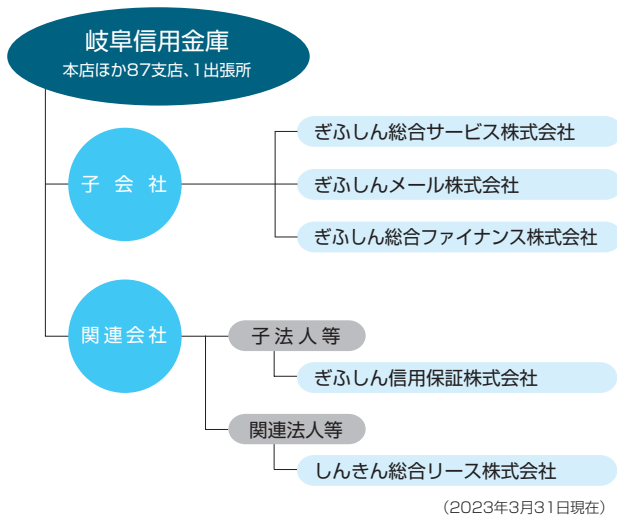 岐阜信用金庫
本店ほか87支店、1出張所
子会社
ぎふしん総合サービス株式会社
ぎふしんメール株式会社
ぎふしん総合ファイナンス株式会社
関連会社
子法人等
ぎふしん信用保証株式会社
関連法人等
しんきん総合リース株式会社
（2023年3月31日現在）